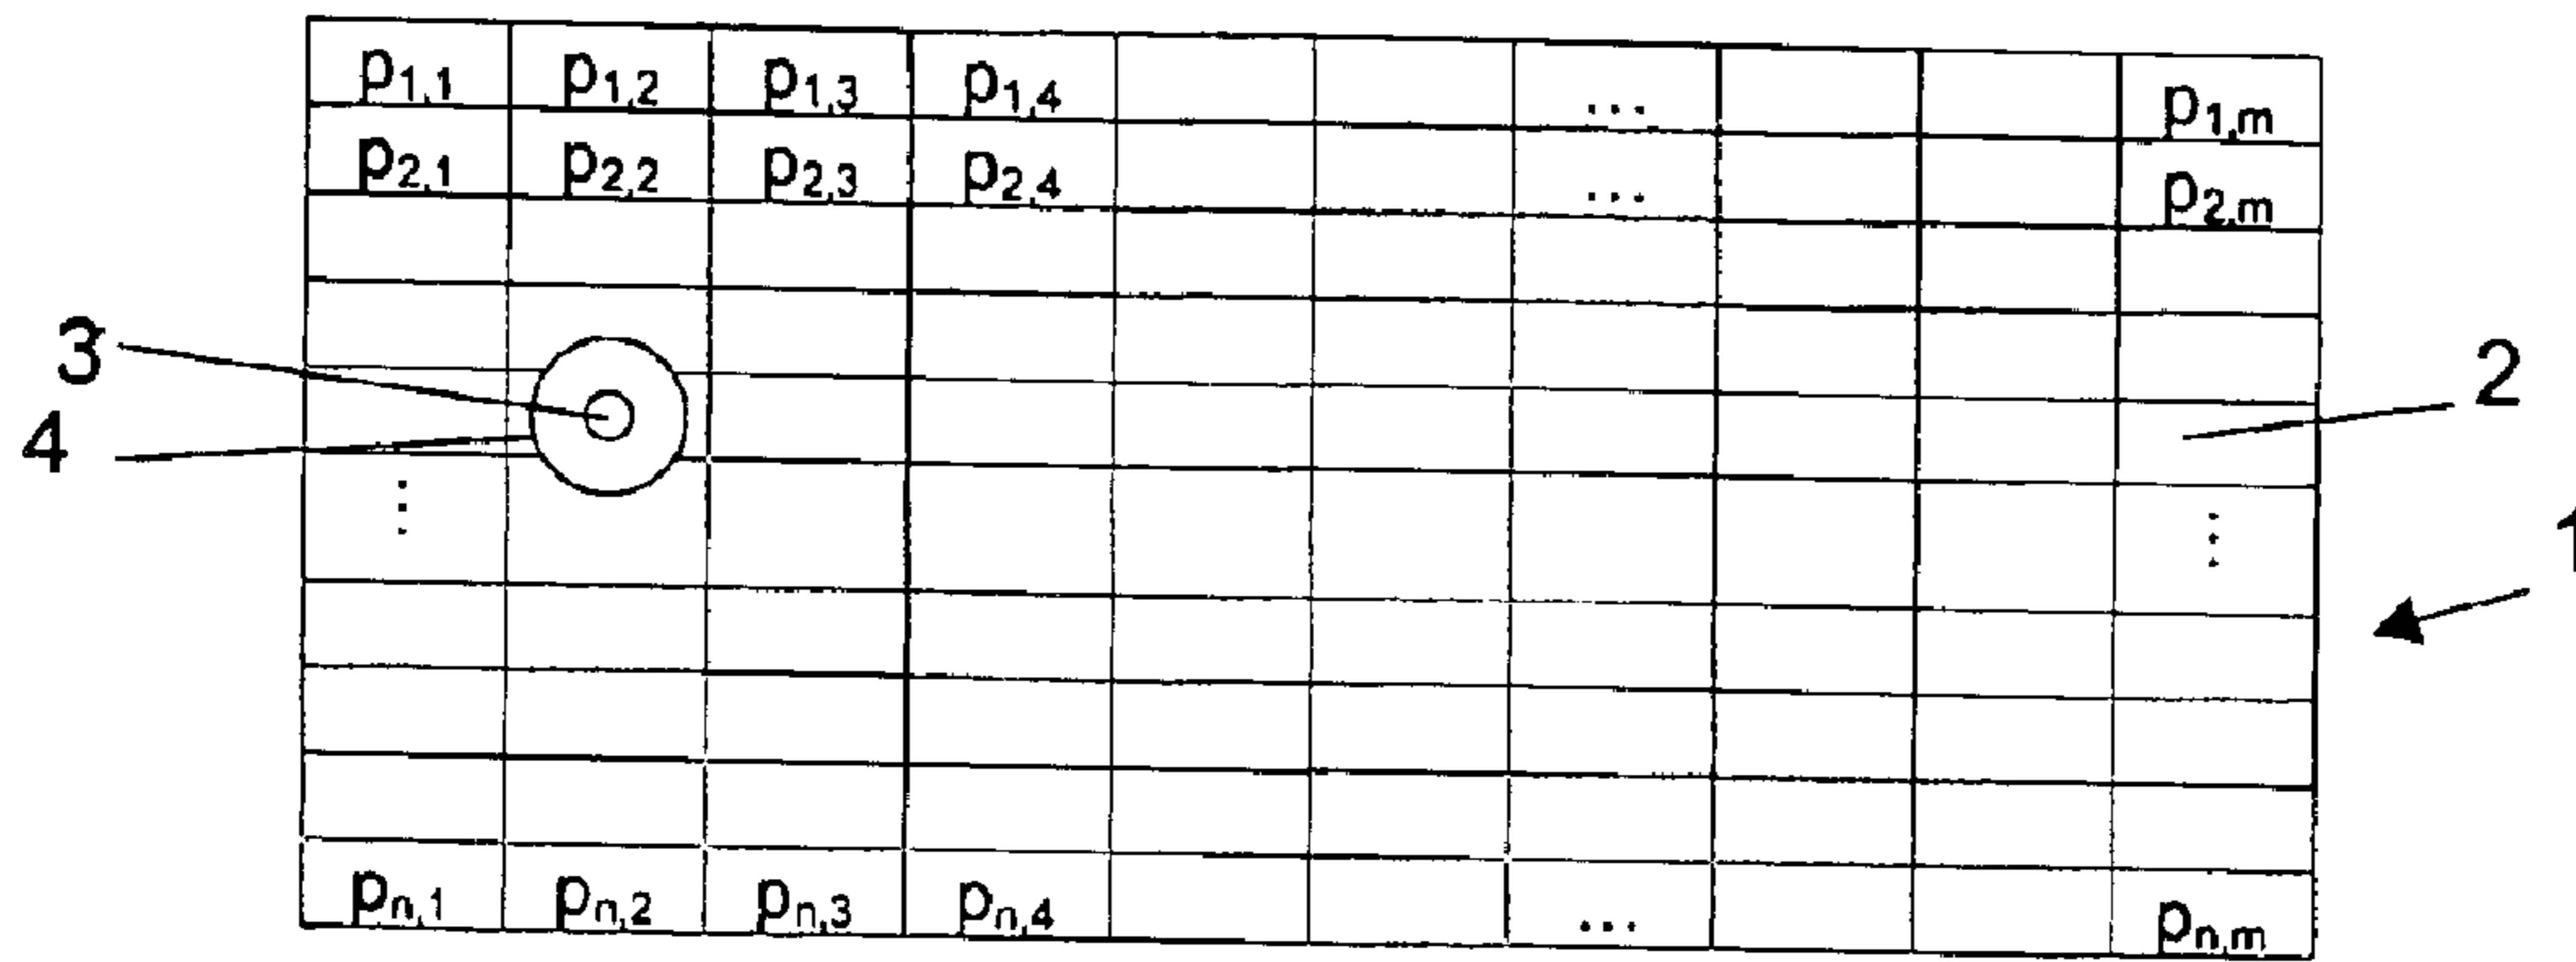 p1,1 p1,2 p1,3 p1,4 ... p1,m
p2,1 p2,2 p2,3 p2,4 ... p2,m
3
2
4
⋮ ⋮
1
pn,1 pn,2 pn,3 pn,4 ... pn,m